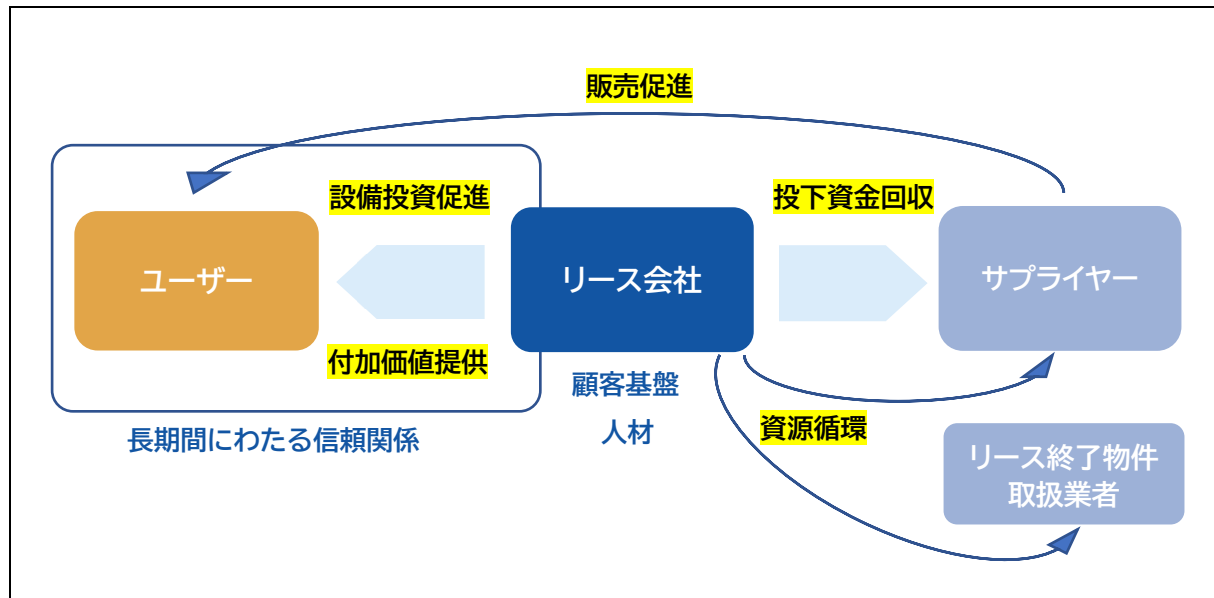 販売促進
設備投資促進
投下資金回収
ユーザー
リース会社
サプライヤー
付加価値提供
顧客基盤
人材
長期間にわたる信頼関係
資源循環
リース終了物件
取扱業者